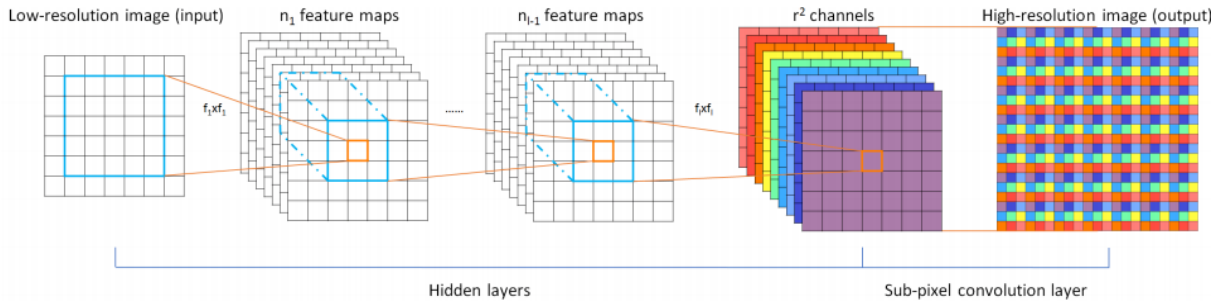 Low-resolution image (input)
n₁ feature maps
nₗ₋₁ feature maps
r² channels
High-resolution image (output)
f₁xf₁
......
fₗxfₗ
Hidden layers
Sub-pixel convolution layer